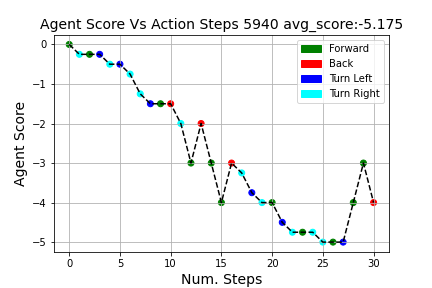 Agent Score Vs Action Steps 5940 avg_score:-5.175
Forward
Back
Turn Left
Turn Right
Agent Score
0
−1
−2
−3
−4
−5
0 5 10 15 20 25 30
Num. Steps